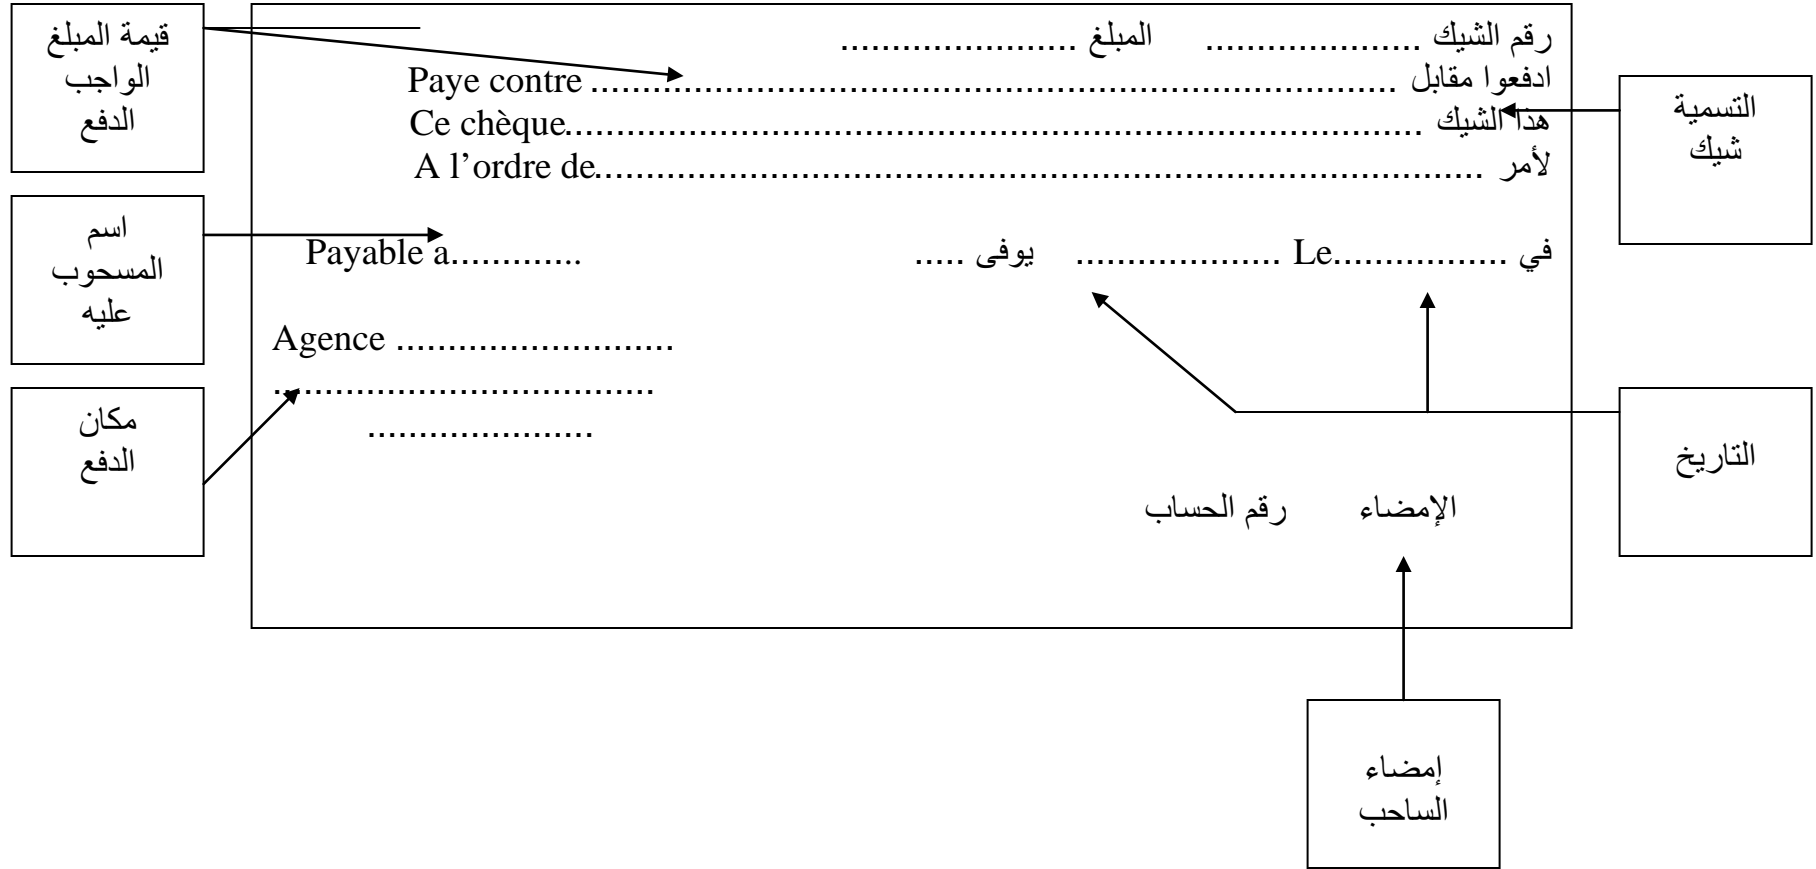 رقم الشيك ..................... المبلغ ......................
ادفعوا مقابل .............................................................................. Paye contre
هذا الشيك ...................................................................................Ce chèque
لأمر ......................................................................................A l’ordre de
في .................Le .................... يوفى ..... Payable a.............
Agence ...........................
.....................................
......................
الإمضاء رقم الحساب
قيمة المبلغ
الواجب
الدفع
اسم
المسحوب
عليه
مكان
الدفع
التسمية
شيك
التاريخ
إمضاء
الساحب